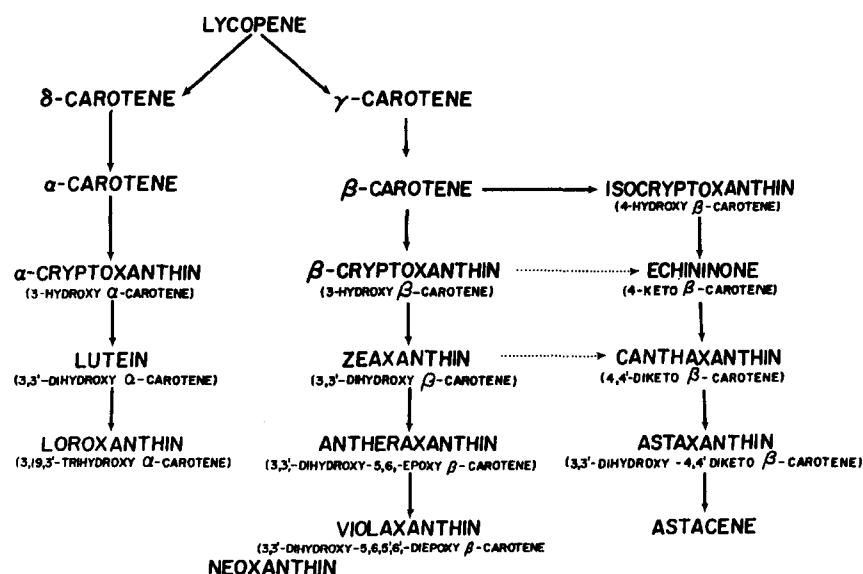 LYCOPENE
δ-CAROTENE
γ-CAROTENE
α-CAROTENE
β-CAROTENE
ISOCRYPTOXANTHIN
(4-HYDROXY β-CAROTENE)
α-CRYPTOXANTHIN
(3-HYDROXY α-CAROTENE)
β-CRYPTOXANTHIN
(3-HYDROXY β-CAROTENE)
ECHININONE
(4-KETO β-CAROTENE)
LUTEIN
(3,3'-DIHYDROXY α-CAROTENE)
ZEAXANTHIN
(3,3'-DIHYDROXY β-CAROTENE)
CANTHAXANTHIN
(4,4'-DIKETO β-CAROTENE)
LOROXANTHIN
(3,19,3'-TRIHYDROXY α-CAROTENE)
ANTHERAXANTHIN
(3,3'-DIHYDROXY-5,6,-EPOXY β-CAROTENE)
ASTAXANTHIN
(3,3'-DIHYDROXY -4,4' DIKETO β-CAROTENE)
VIOLAXANTHIN
(3,3'-DIHYDROXY-5,6,5',6',-DIEPOXY β-CAROTENE
ASTACENE
NEOXANTHIN